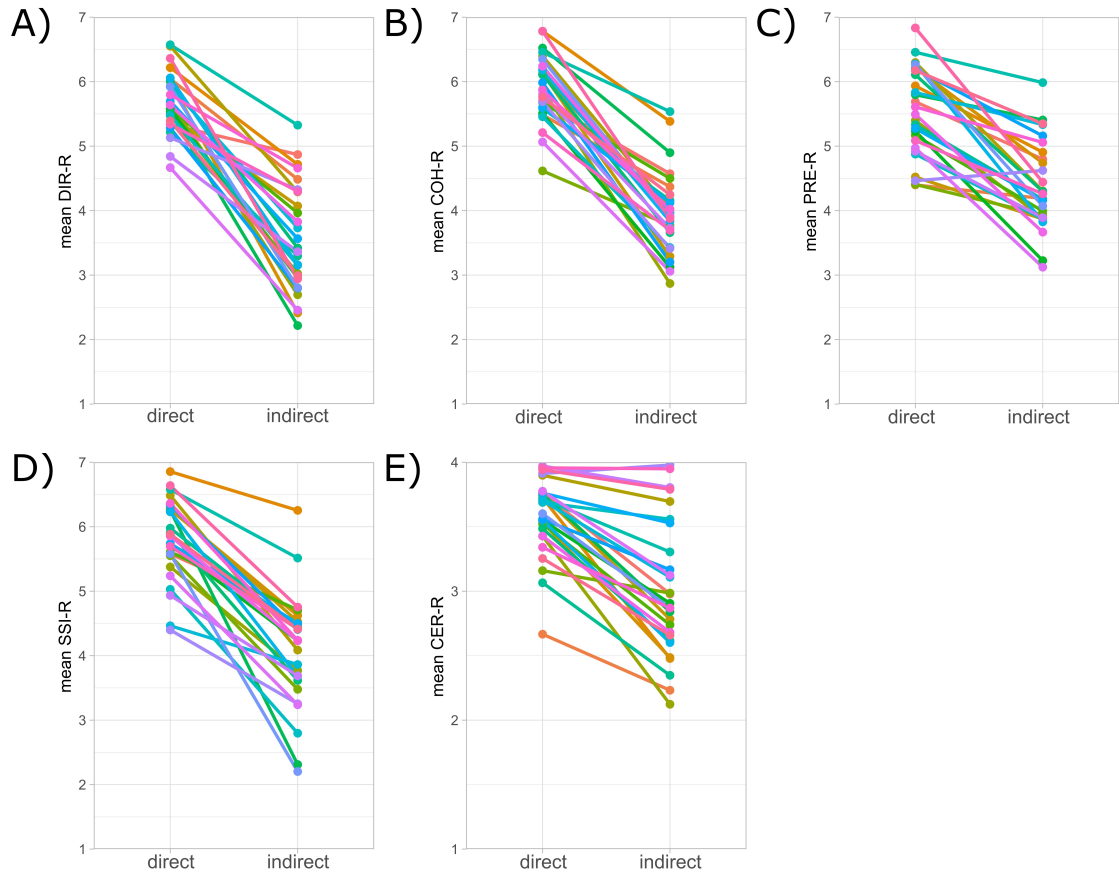 A)
mean DIR-R
7
6
5
4
3
2
1
direct indirect
B)
mean COH-R
7
6
5
4
3
2
1
direct indirect
C)
mean PRE-R
7
6
5
4
3
2
1
direct indirect
D)
mean SSI-R
7
6
5
4
3
2
1
direct indirect
E)
mean CER-R
4
3
2
1
direct indirect